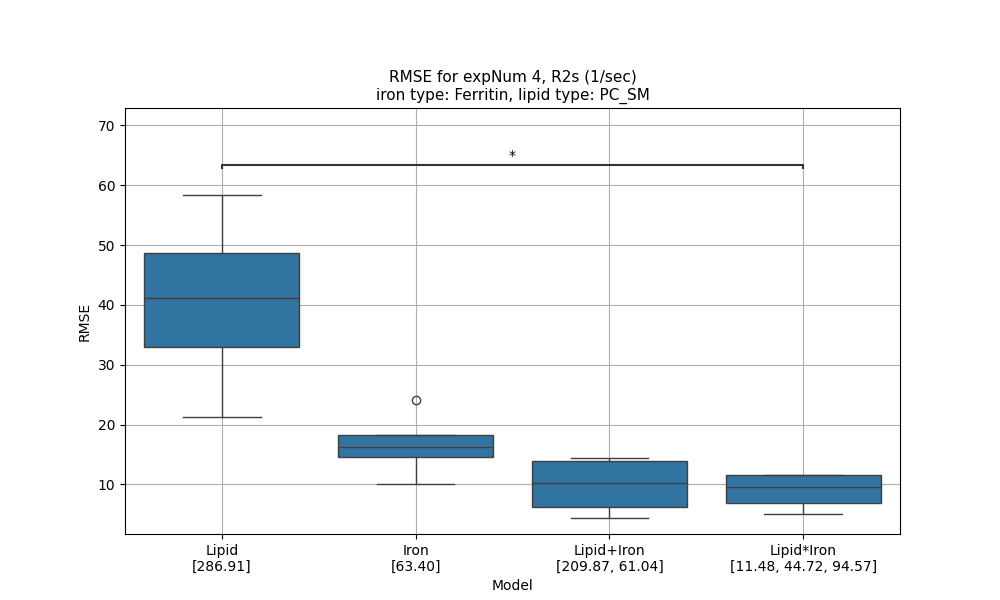 RMSE for expNum 4, R2s (1/sec)
iron type: Ferritin, lipid type: PC_SM
70
*
60
50
40
30
20
10
RMSE
Lipid
[286.91]
Iron
[63.40]
Lipid+Iron
[209.87, 61.04]
Lipid*Iron
[11.48, 44.72, 94.57]
Model